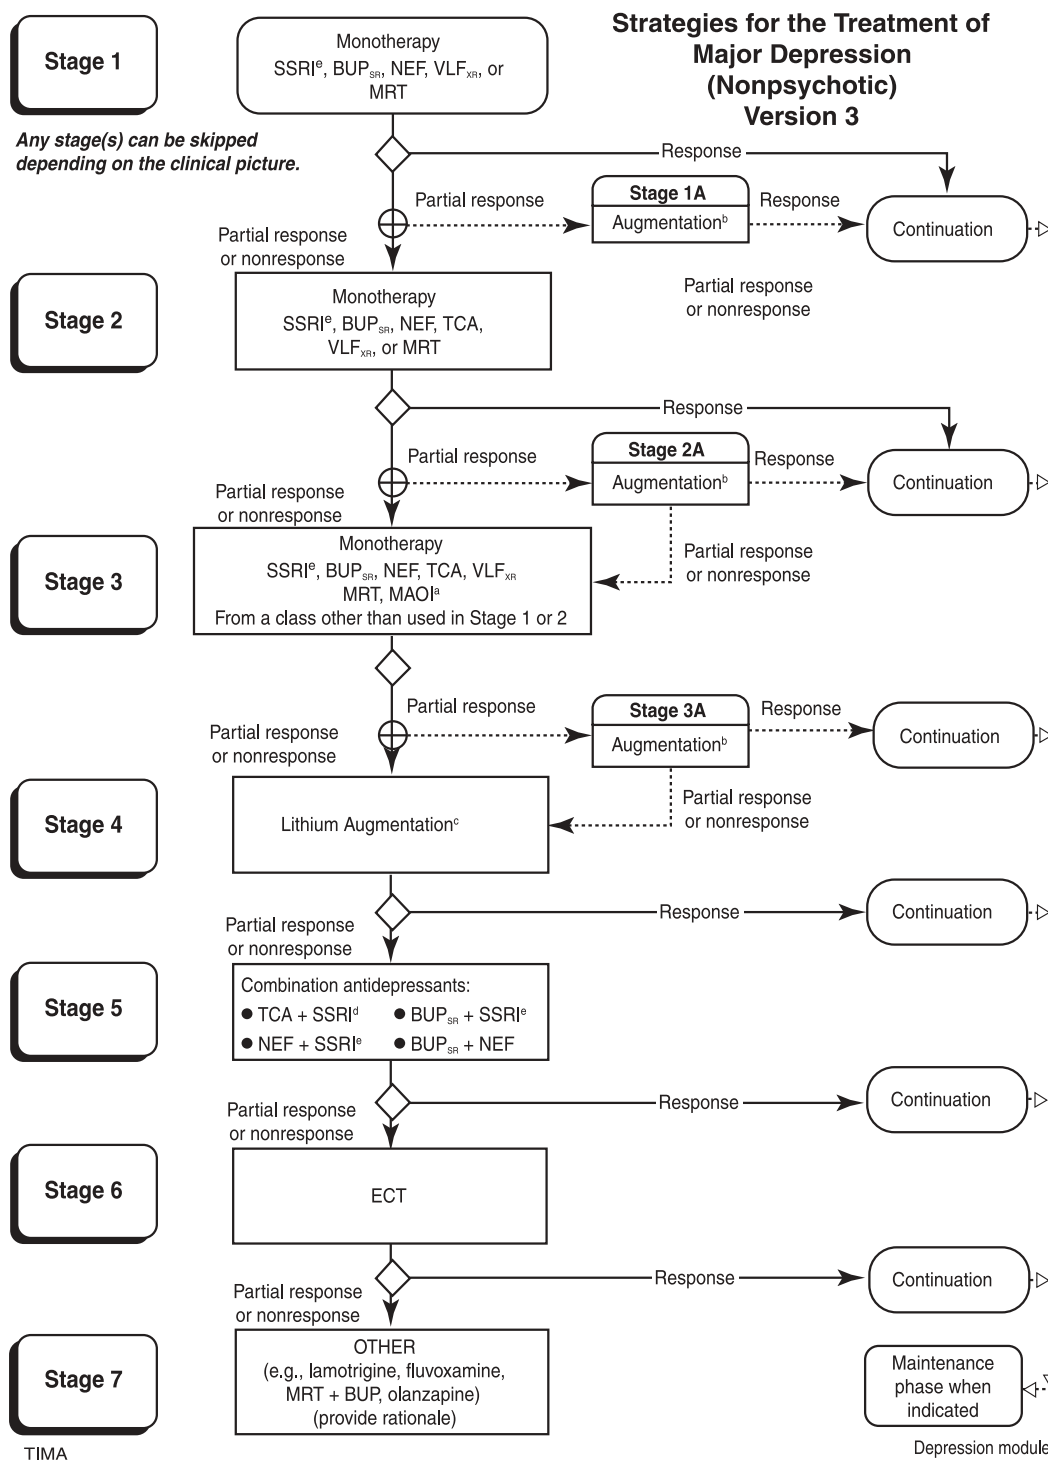 Strategies for the Treatment of
Major Depression
(Nonpsychotic)
Version 3
Stage 1
Monotherapy
SSRIᵉ, BUP_SR, NEF, VLF_XR, or
MRT
Any stage(s) can be skipped
depending on the clinical picture.
Response
Partial response
Stage 1A
Augmentationᵇ
Response
Continuation
Partial response
or nonresponse
Partial response
or nonresponse
Stage 2
Monotherapy
SSRIᵉ, BUP_SR, NEF, TCA,
VLF_XR, or MRT
Response
Partial response
Stage 2A
Augmentationᵇ
Response
Continuation
Partial response
or nonresponse
Partial response
or nonresponse
Stage 3
Monotherapy
SSRIᵉ, BUP_SR, NEF, TCA, VLF_XR
MRT, MAOIᵃ
From a class other than used in Stage 1 or 2
Partial response
Stage 3A
Augmentationᵇ
Response
Continuation
Partial response
or nonresponse
Partial response
or nonresponse
Stage 4
Lithium Augmentationᶜ
Response
Continuation
Partial response
or nonresponse
Stage 5
Combination antidepressants:
● TCA + SSRIᵈ ● BUP_SR + SSRIᵉ
● NEF + SSRIᵉ ● BUP_SR + NEF
Response
Continuation
Partial response
or nonresponse
Stage 6
ECT
Response
Continuation
Partial response
or nonresponse
Stage 7
OTHER
(e.g., lamotrigine, fluvoxamine,
MRT + BUP, olanzapine)
(provide rationale)
Maintenance
phase when
indicated
TIMA
Depression module